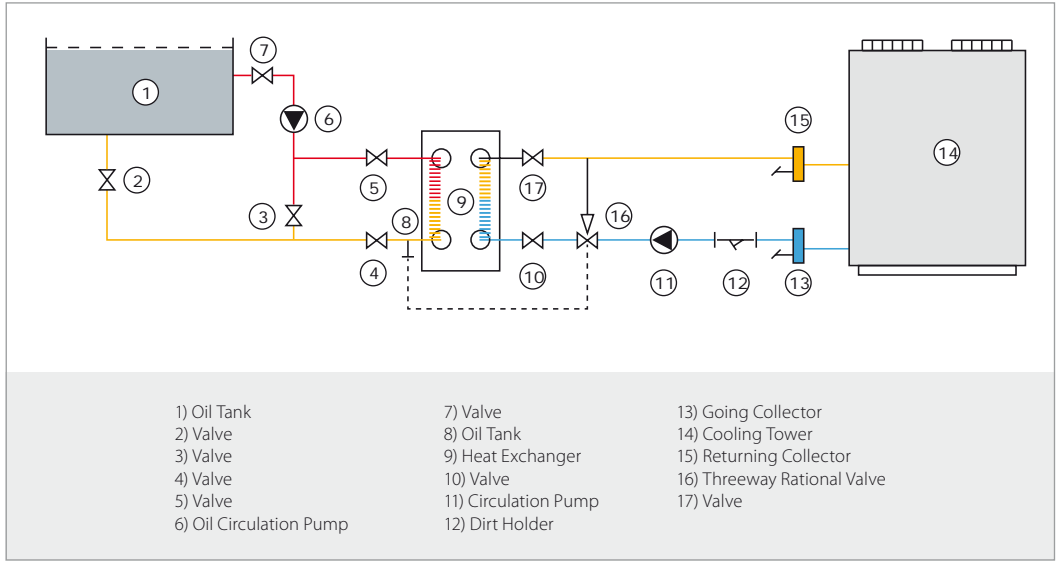 7
1
6
15
14
2
5
17
9
16
3
8
4
10
11
12
13
1) Oil Tank
2) Valve
3) Valve
4) Valve
5) Valve
6) Oil Circulation Pump
7) Valve
8) Oil Tank
9) Heat Exchanger
10) Valve
11) Circulation Pump
12) Dirt Holder
13) Going Collector
14) Cooling Tower
15) Returning Collector
16) Threeway Rational Valve
17) Valve